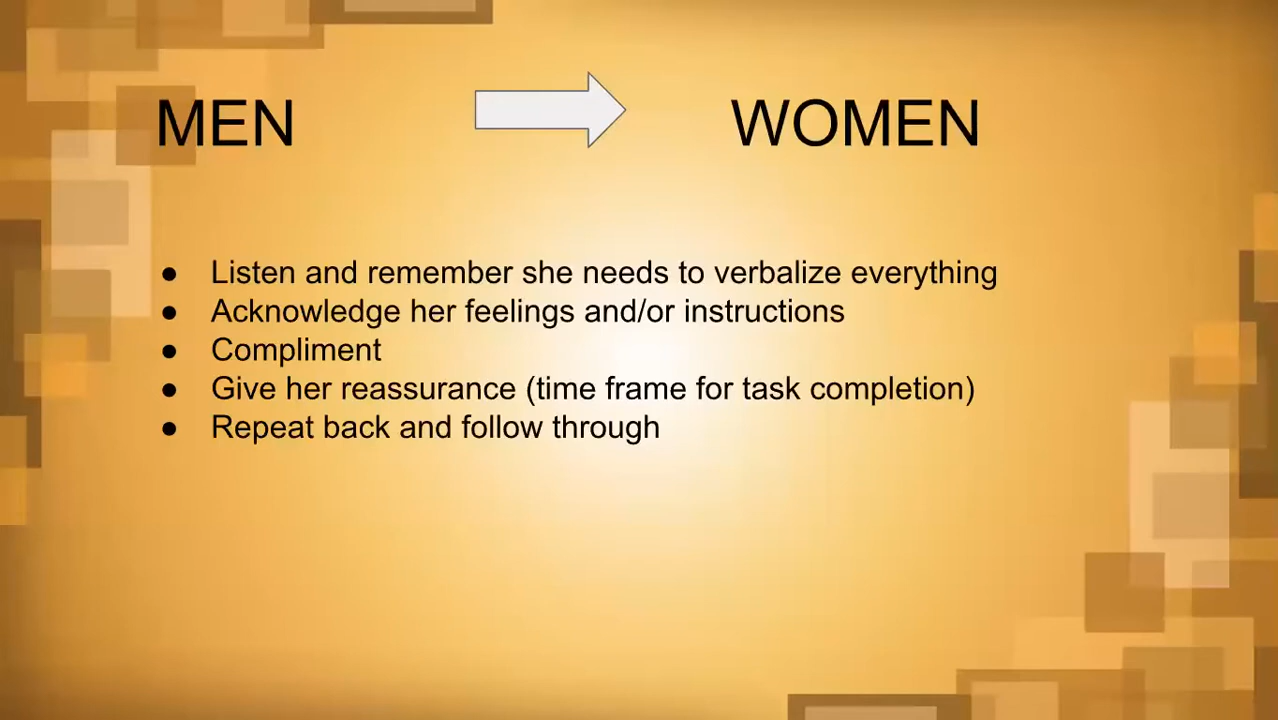 MEN WOMEN
● Listen and remember she needs to verbalize everything
● Acknowledge her feelings and/or instructions
● Compliment
● Give her reassurance (time frame for task completion)
● Repeat back and follow through